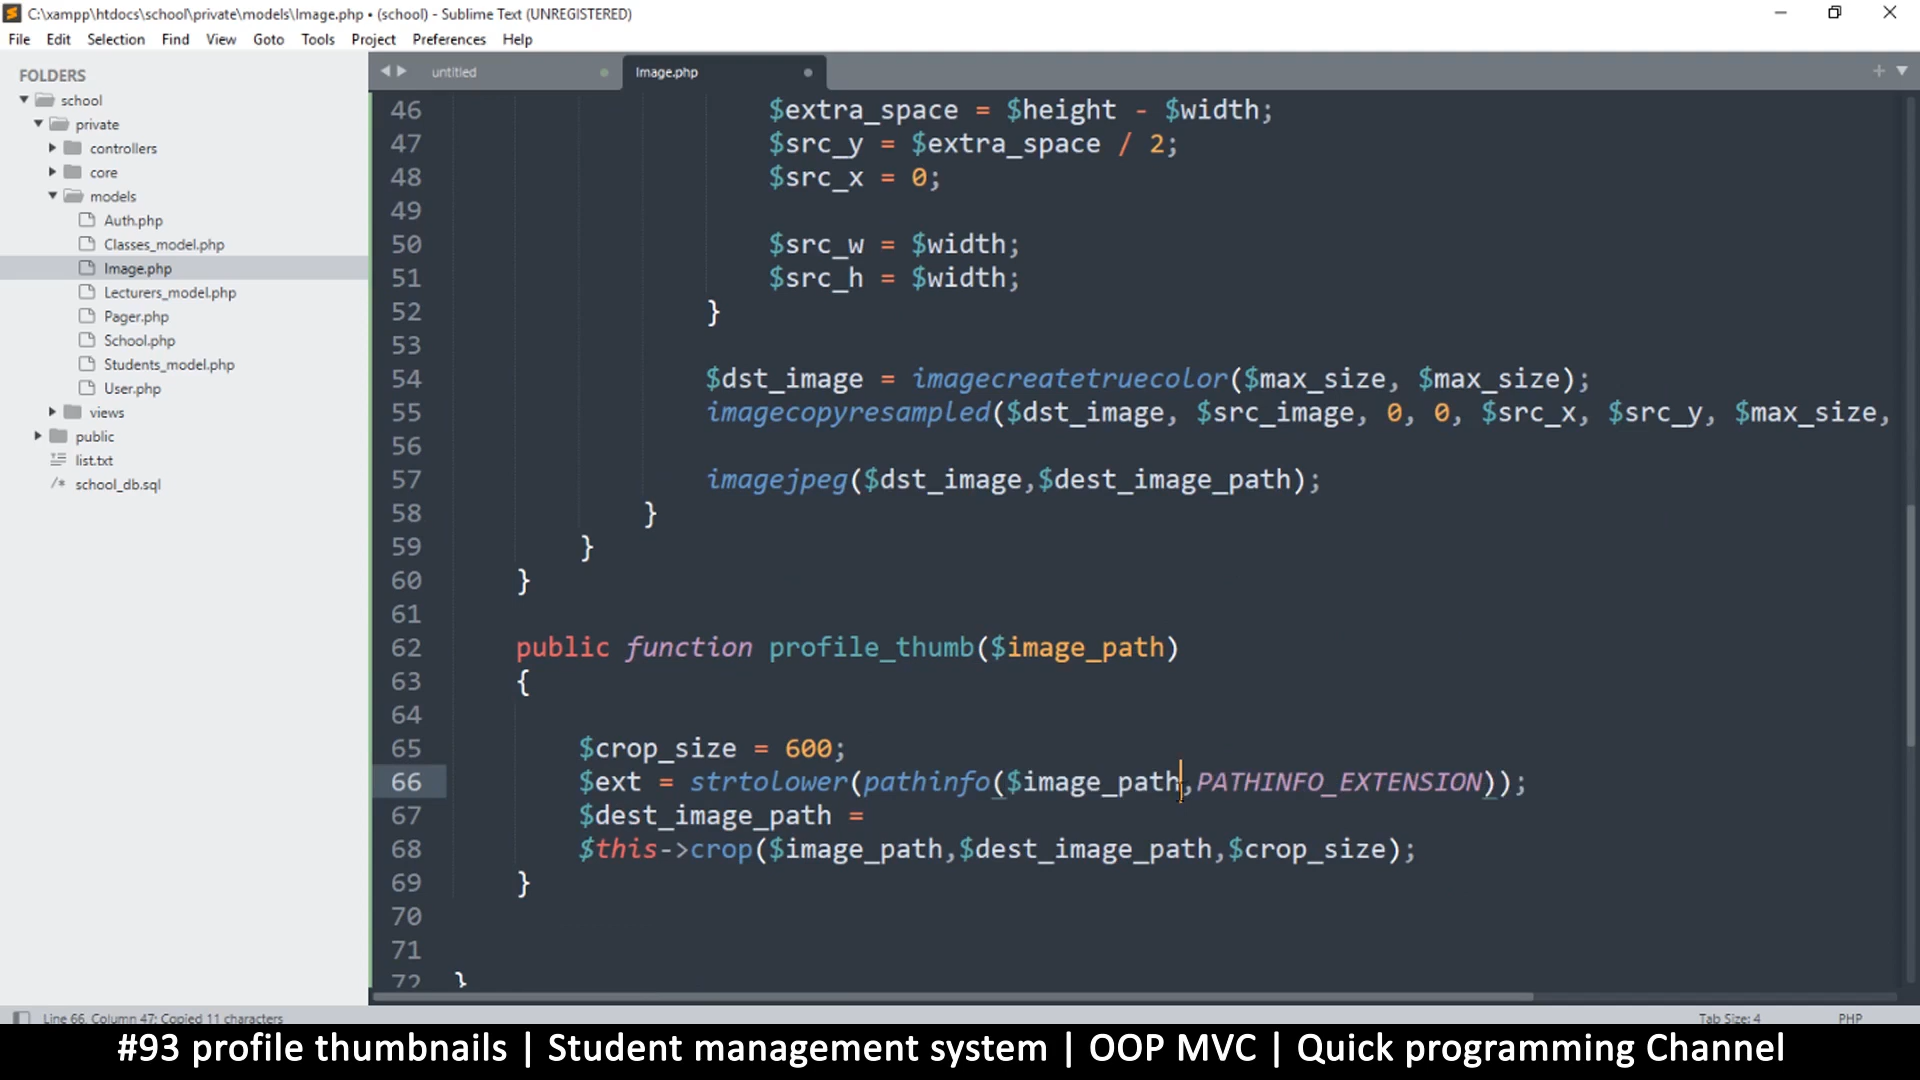 C:\xampp\htdocs\school\private\models\Image.php • (school) - Sublime Text (UNREGISTERED)
File Edit Selection Find View Goto Tools Project Preferences Help
FOLDERS
school
private
controllers
core
models
Auth.php
Classes_model.php
Image.php
Lecturers_model.php
Pager.php
School.php
Students_model.php
User.php
views
public
list.txt
/* school_db.sql
untitled Image.php
46 $extra_space = $height - $width;
47 $src_y = $extra_space / 2;
48 $src_x = 0;
49
50 $src_w = $width;
51 $src_h = $width;
52 }
53
54 $dst_image = imagecreatetruecolor($max_size, $max_size);
55 imagecopyresampled($dst_image, $src_image, 0, 0, $src_x, $src_y, $max_size,
56
57 imagejpeg($dst_image,$dest_image_path);
58 }
59 }
60 }
61
62 public function profile_thumb($image_path)
63 {
64
65 $crop_size = 600;
66 $ext = strtolower(pathinfo($image_path,PATHINFO_EXTENSION));
67 $dest_image_path =
68 $this->crop($image_path,$dest_image_path,$crop_size);
69 }
70
71
72 }
Line 66, Column 47; Copied 11 characters Tab Size: 4 PHP
#93 profile thumbnails | Student management system | OOP MVC | Quick programming Channel